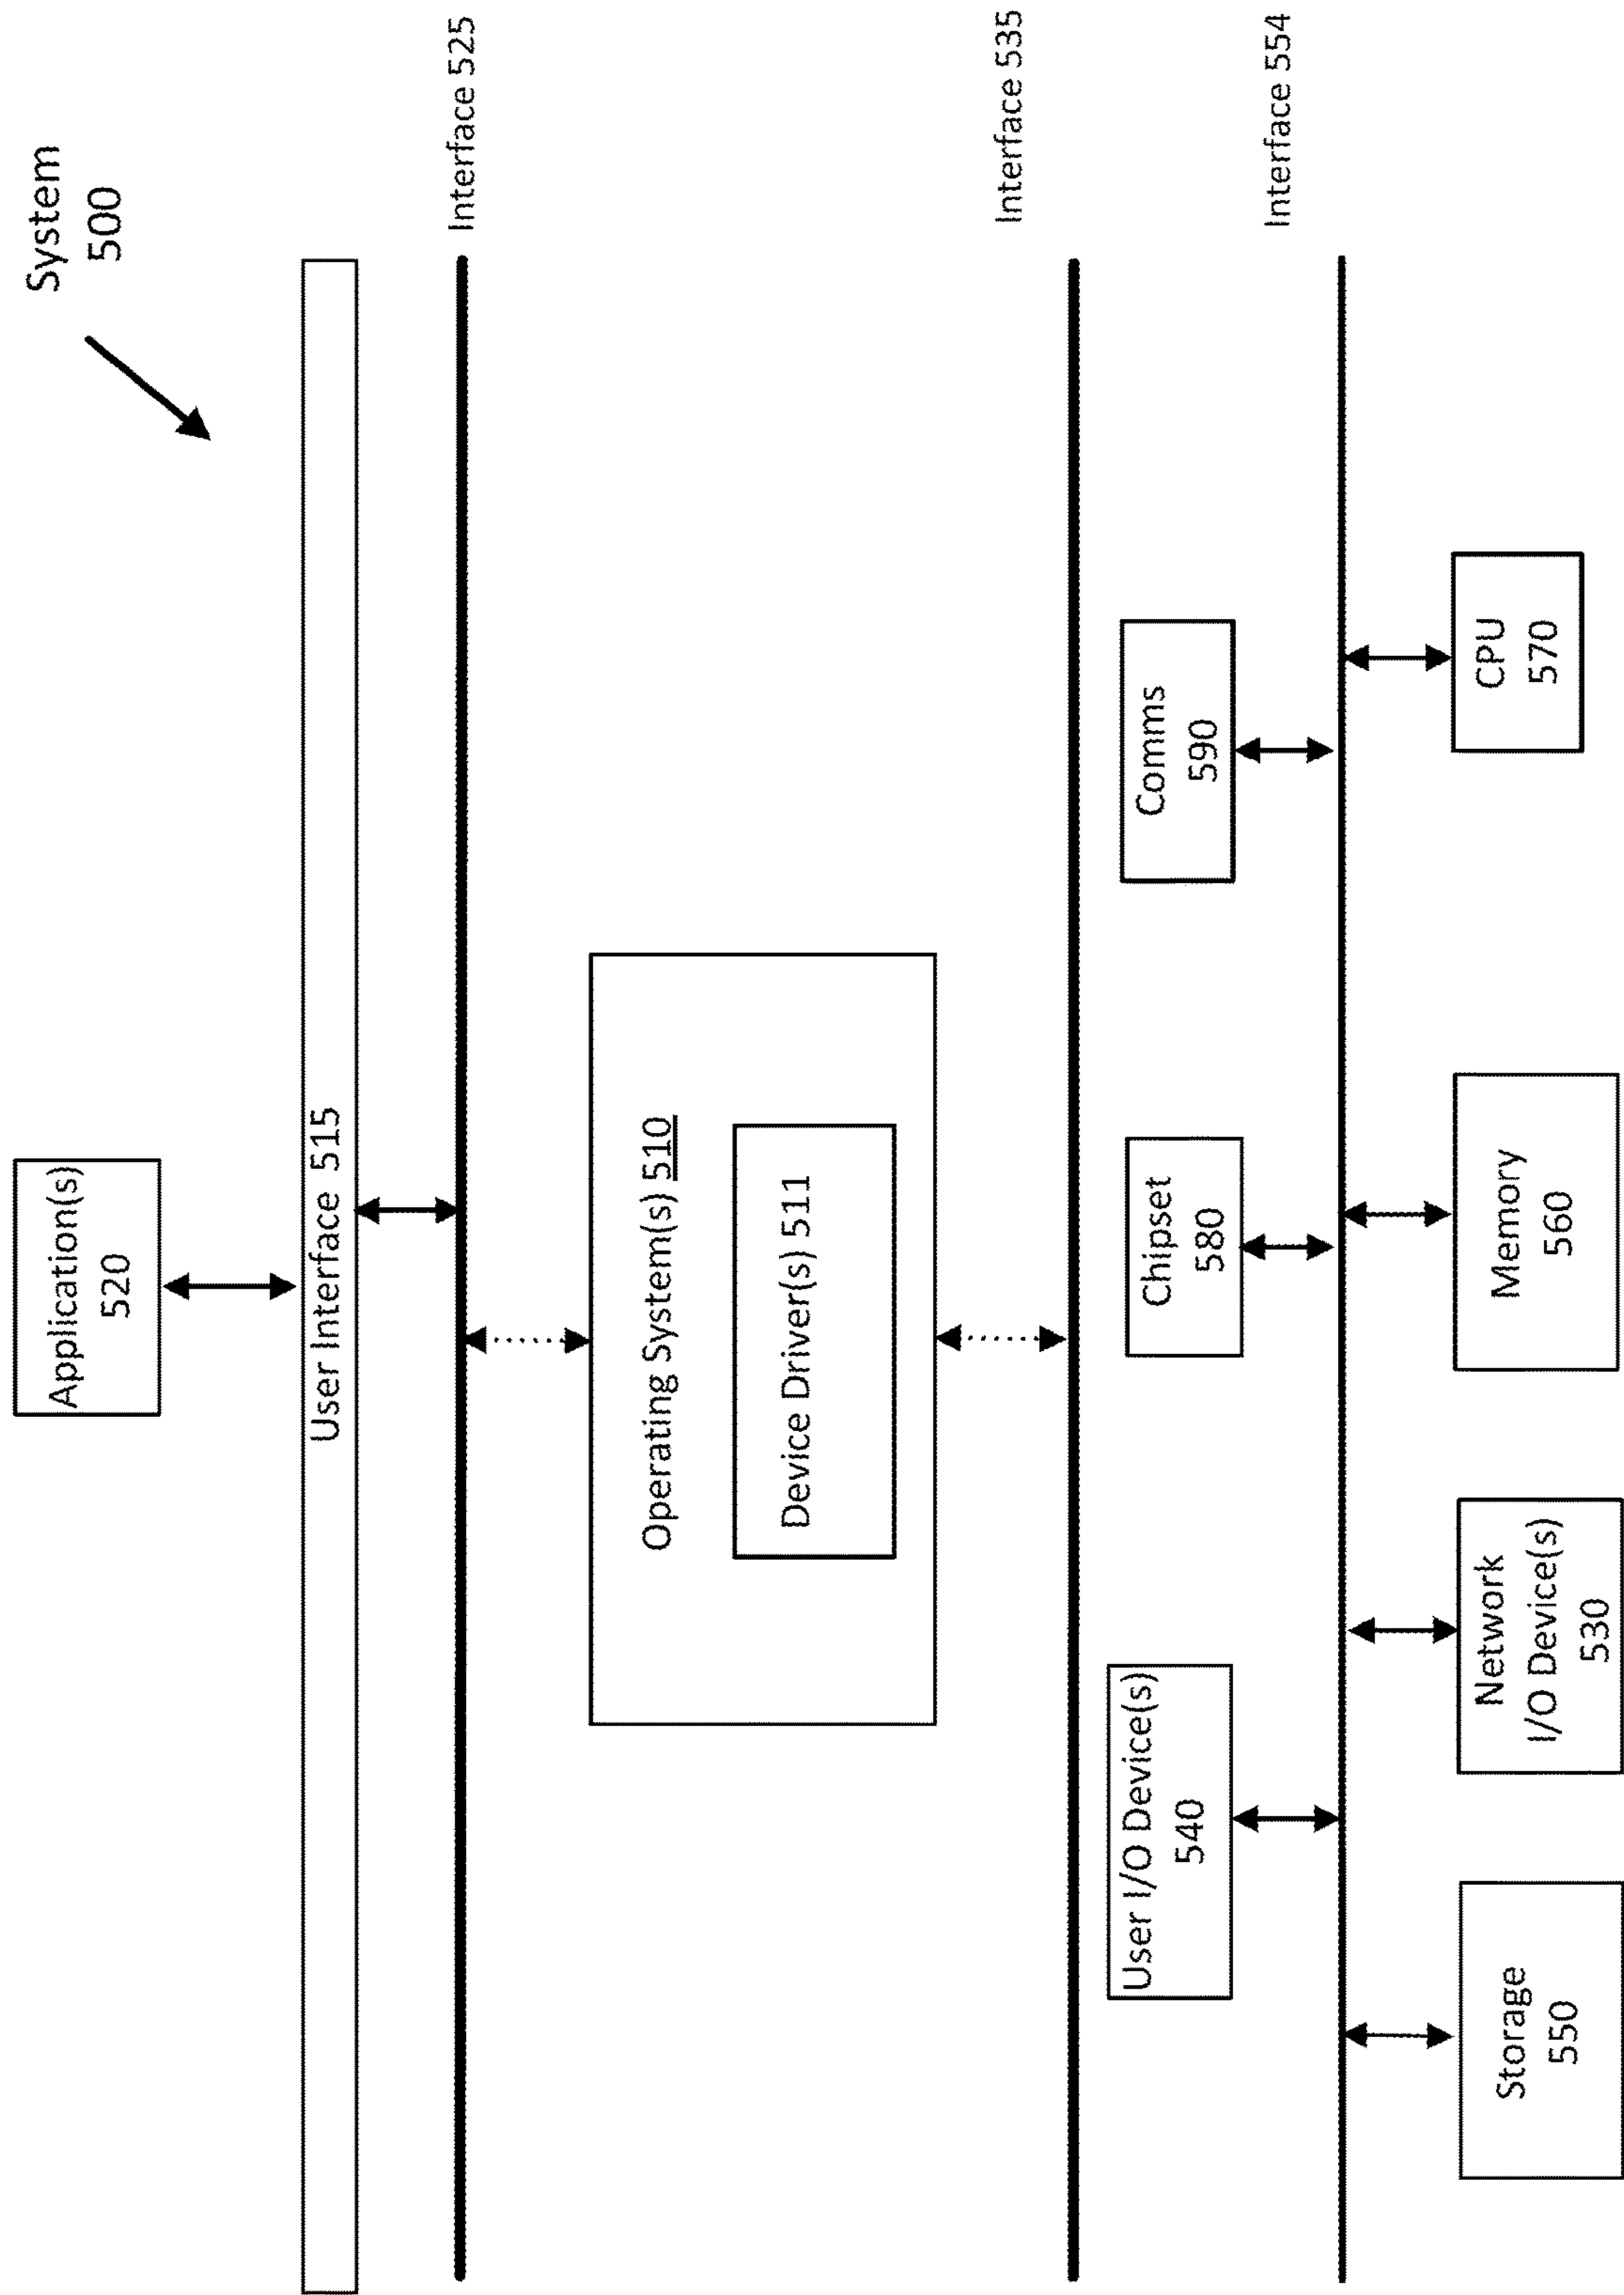 System
500
Application(s)
520
User Interface 515
Interface 525
Operating System(s) 510
Device Driver(s) 511
Interface 535
User I/O Device(s)
540
Chipset
580
Comms
590
Interface 554
Storage
550
Network
I/O Device(s)
530
Memory
560
CPU
570